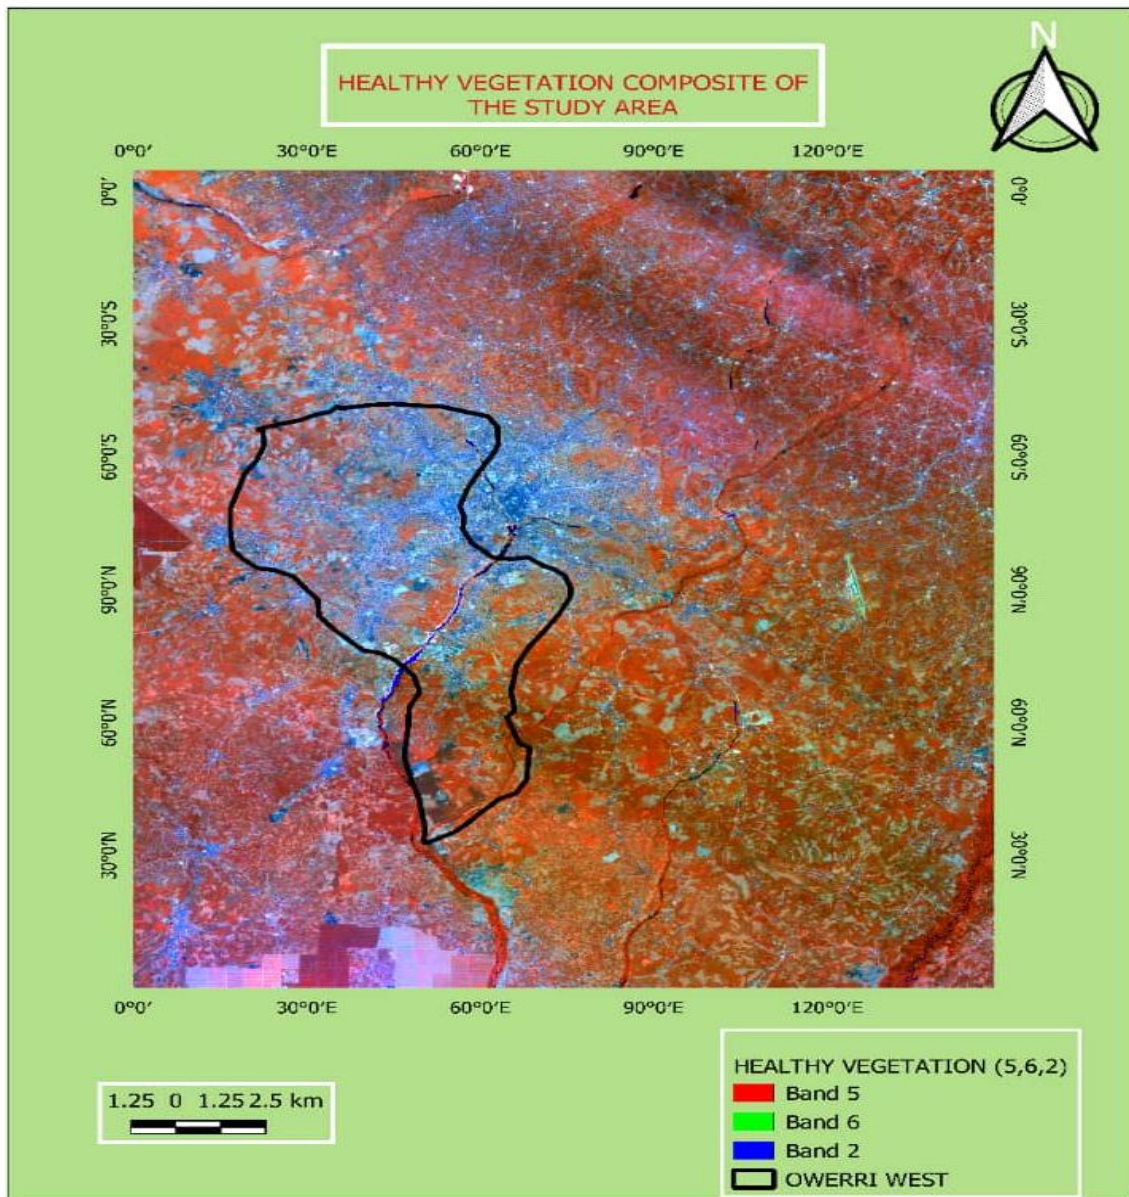 N
HEALTHY VEGETATION COMPOSITE OF
THE STUDY AREA
0°0′ 30°0′E 60°0′E 90°0′E 120°0′E
0°0′ 0°0′
30°0′S 30°0′S
60°0′S 60°0′S
90°0′N 90°0′N
60°0′N 60°0′N
30°0′N 30°0′N
0°0′ 30°0′E 60°0′E 90°0′E 120°0′E
HEALTHY VEGETATION (5,6,2)
Band 5
Band 6
Band 2
OWERRI WEST
1.25 0 1.25 2.5 km